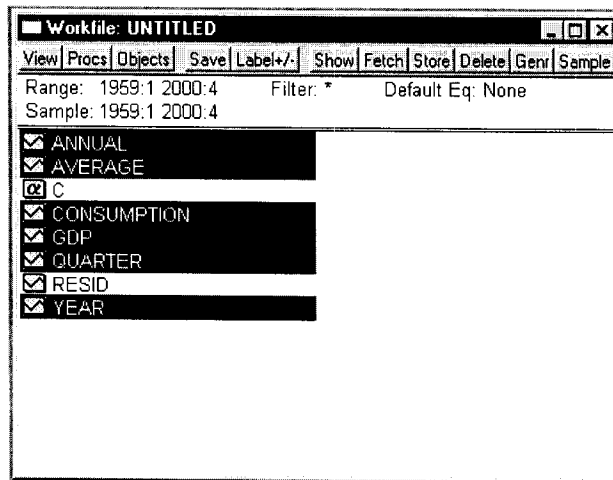 Workfile: UNTITLED
View Procs Objects Save Label+/- Show Fetch Store Delete Genr Sample
Range: 1959:1 2000:4 Filter: * Default Eq: None
Sample: 1959:1 2000:4
ANNUAL
AVERAGE
α C
CONSUMPTION
GDP
QUARTER
RESID
YEAR